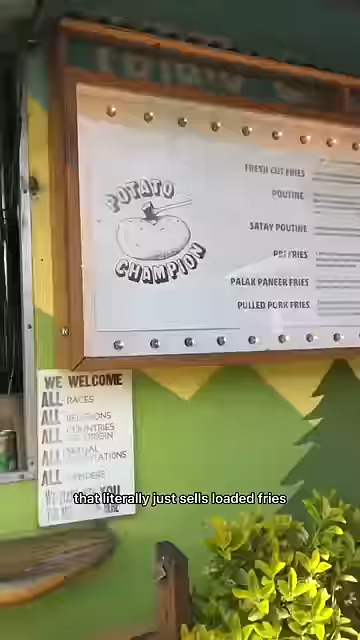 POTATO
CHAMPION
FRESH CUT FRIES
POUTINE
SATAY POUTINE
PBJ FRIES
PALAK PANEER FRIES
PULLED PORK FRIES
WE WELCOME
ALL RACES
ALL RELIGIONS
ALL COUNTRIES OF ORIGIN
ALL SEXUAL ORIENTATIONS
ALL GENDERS
that literally just sells loaded fries